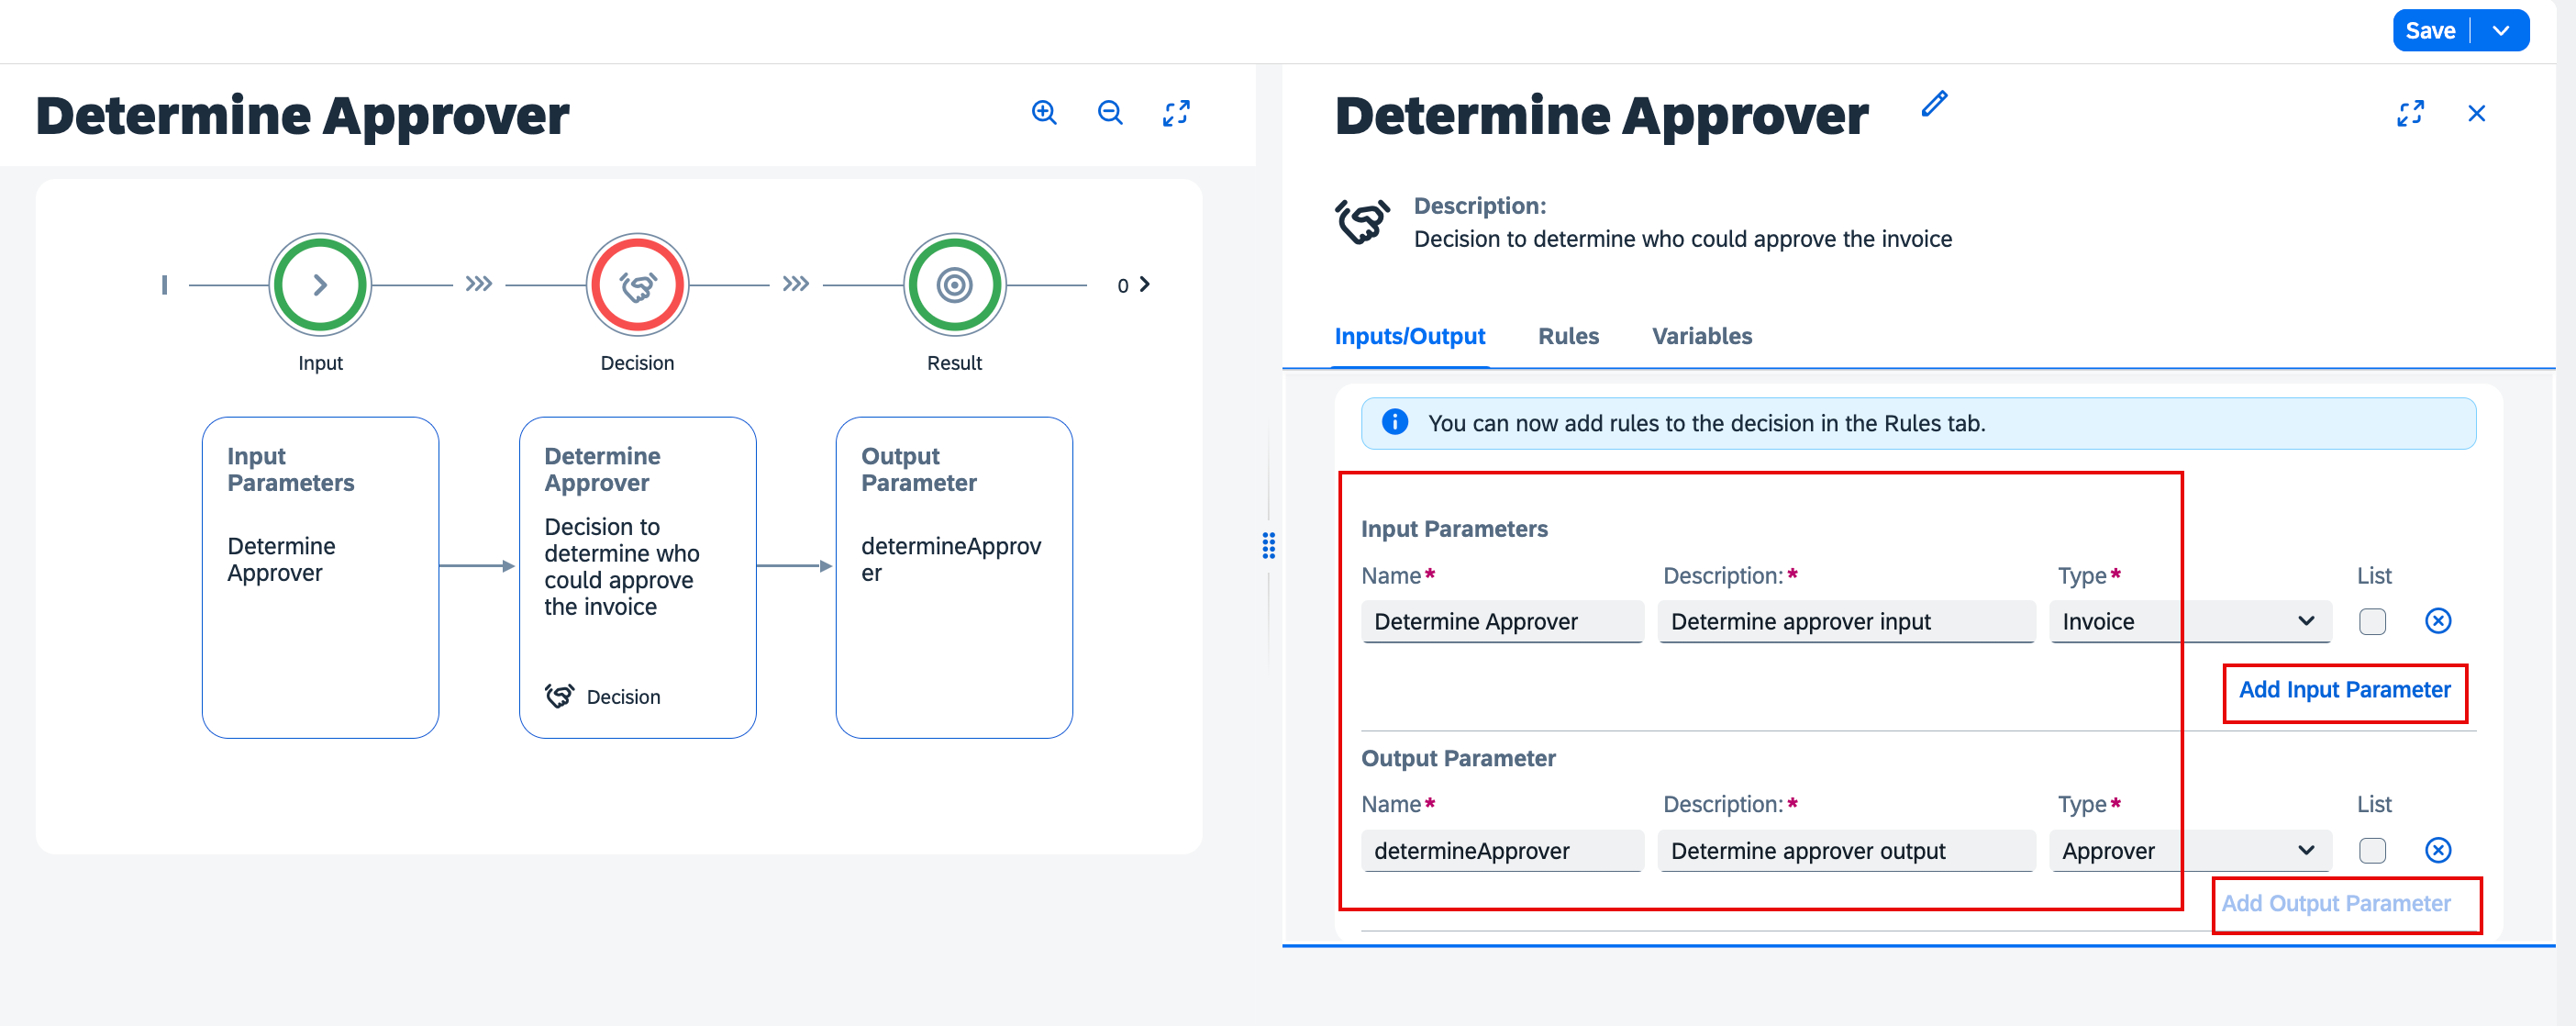 Save
Determine Approver
0
Input
Decision
Result
Input
Parameters
Determine
Approver
Determine
Approver
Decision to
determine who
could approve
the invoice
Decision
Output
Parameter
determineApprov
er
Determine Approver
Description:
Decision to determine who could approve the invoice
Inputs/Output Rules Variables
You can now add rules to the decision in the Rules tab.
Input Parameters
Name* Description:* Type* List
Determine Approver Determine approver input Invoice
Add Input Parameter
Output Parameter
Name* Description:* Type* List
determineApprover Determine approver output Approver
Add Output Parameter